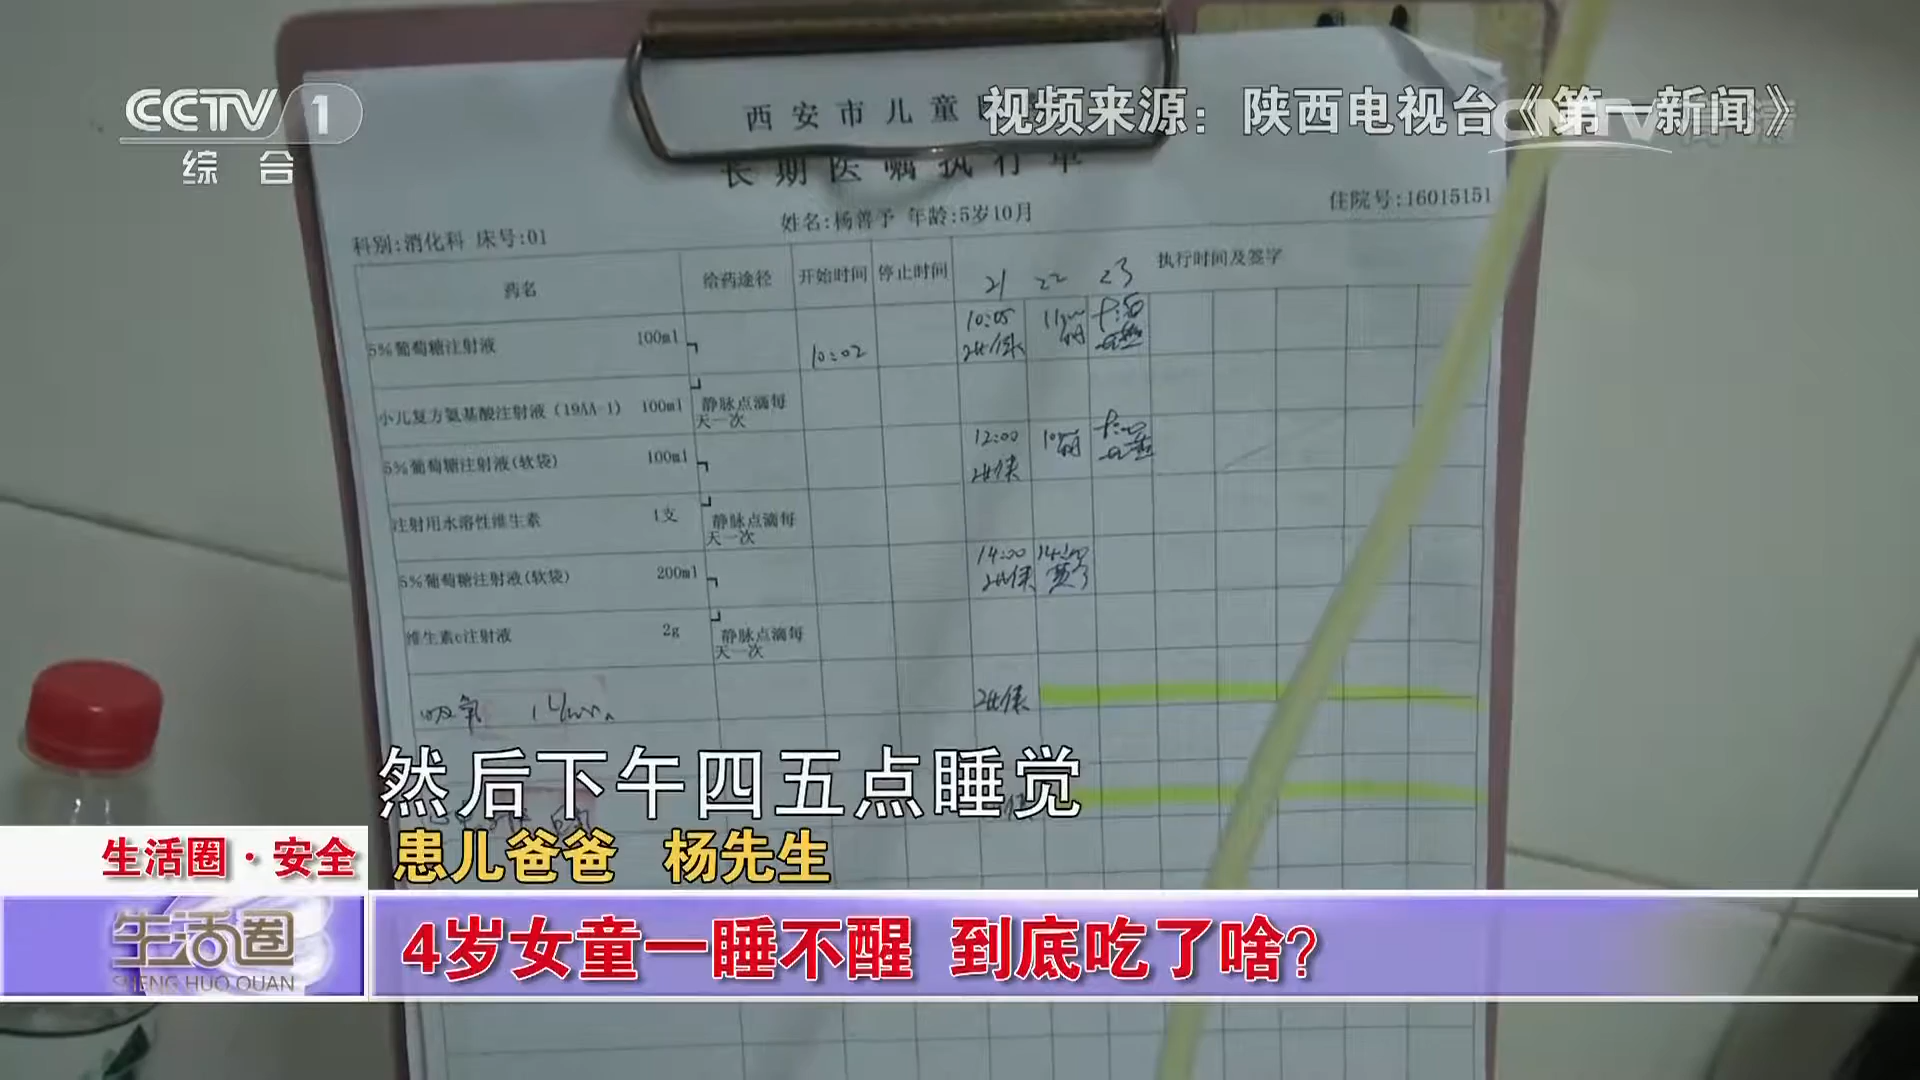 CCTV 1
综合
视频来源：陕西电视台《第一新闻》
西安市儿童
长期医嘱执行单
科别:消化科 床号:01
姓名:杨善予 年龄:5岁10月
住院号:16015151
药名 给药途径 开始时间 停止时间 执行时间及签字
21 22 23
5%葡萄糖注射液 100ml 10:02 10:05
小儿复方氨基酸注射液（19AA-1） 100ml 静脉点滴每天一次
5%葡萄糖注射液(软袋) 100ml 12:00
注射用水溶性维生素 1支 静脉点滴每天一次
5%葡萄糖注射液(软袋) 200ml 14:00 14:00
维生素c注射液 2g 静脉点滴每天一次
吸氧
然后下午四五点睡觉
患儿爸爸 杨先生
生活圈·安全
生活圈
SHENG HUO QUAN
4岁女童一睡不醒 到底吃了啥?